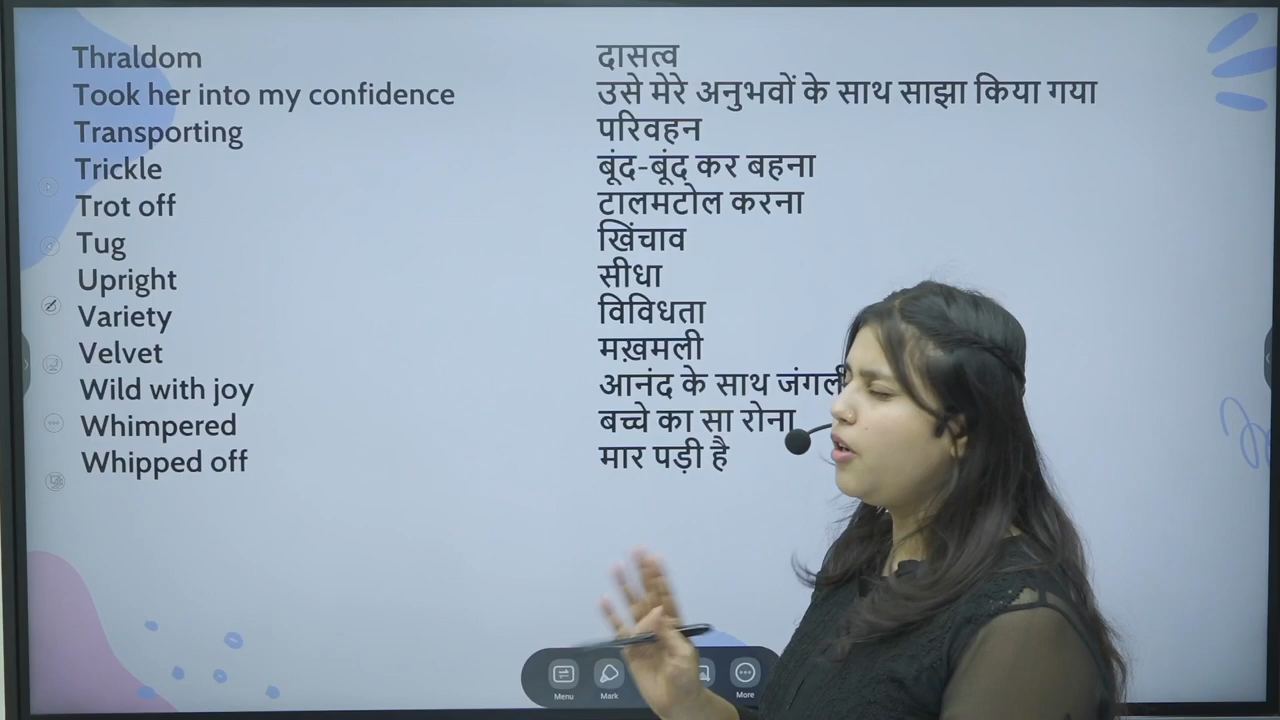 Thraldom दासत्व
Took her into my confidence उसे मेरे अनुभवों के साथ साझा किया गया
Transporting परिवहन
Trickle बूंद-बूंद कर बहना
Trot off टालमटोल करना
Tug खिंचाव
Upright सीधा
Variety विविधता
Velvet मख़मली
Wild with joy आनंद के साथ जंगली
Whimpered बच्चे का सा रोना
Whipped off मार पड़ी है
Menu Mark More